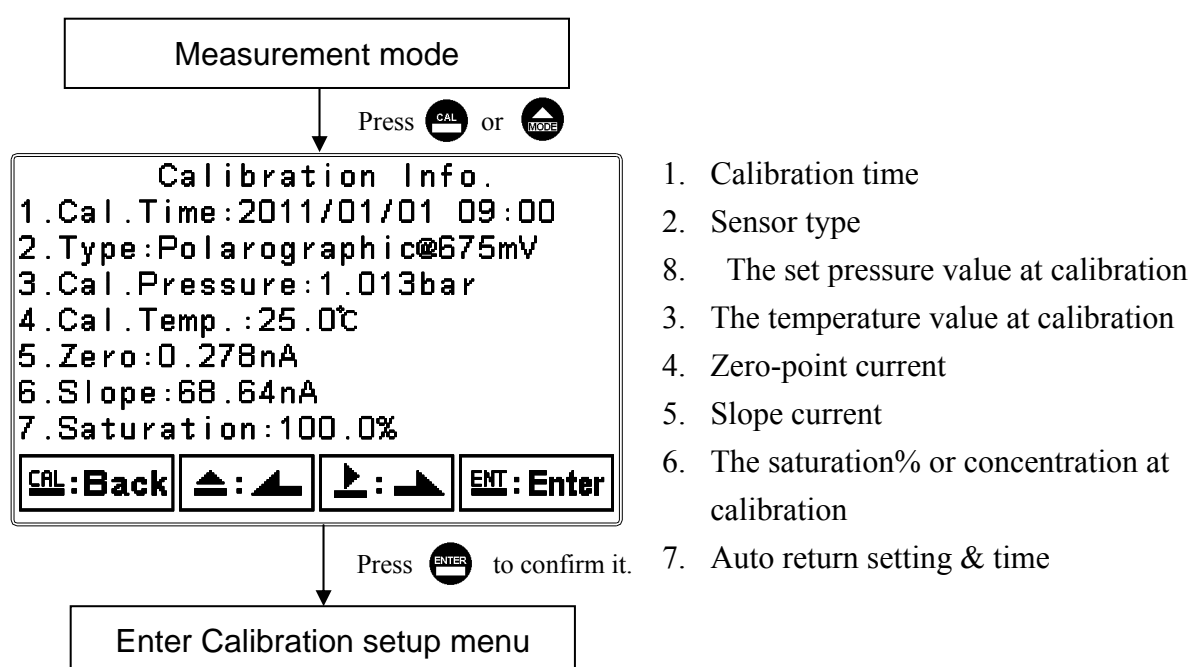 Measurement mode
Press CAL or MODE
Calibration Info.
1.Cal.Time:2011/01/01 09:00
2.Type:Polarographic@675mV
3.Cal.Pressure:1.013bar
4.Cal.Temp.:25.0℃
5.Zero:0.278nA
6.Slope:68.64nA
7.Saturation:100.0%
CAL:Back
:
:
ENT:Enter
Press ENTER to confirm it.
Enter Calibration setup menu
1. Calibration time
2. Sensor type
8. The set pressure value at calibration
3. The temperature value at calibration
4. Zero-point current
5. Slope current
6. The saturation% or concentration at
calibration
7. Auto return setting & time